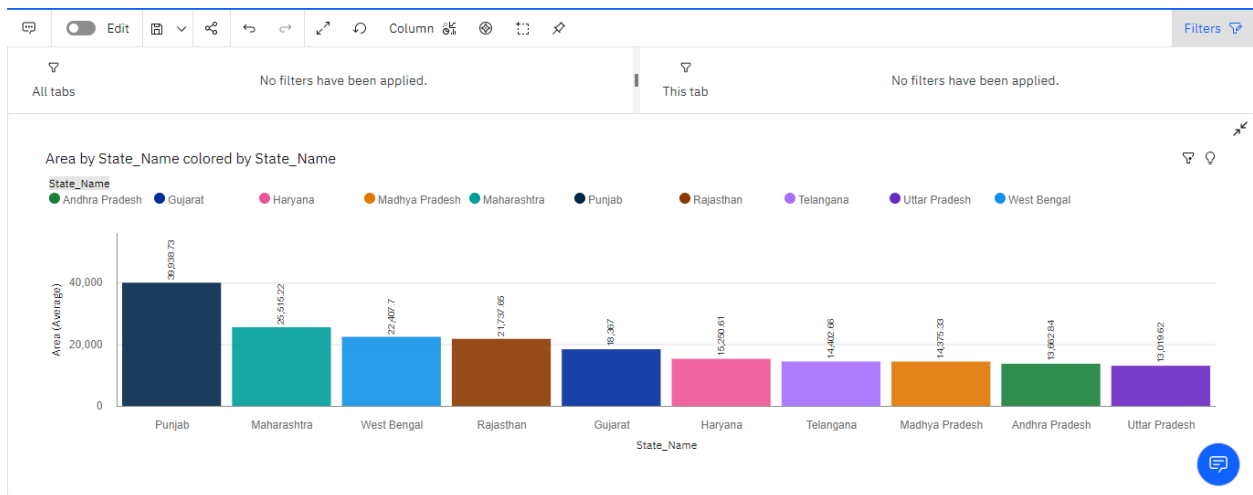 Edit
Column
Filters
All tabs
No filters have been applied.
This tab
No filters have been applied.
Area by State_Name colored by State_Name
State_Name
Andhra Pradesh Gujarat Haryana Madhya Pradesh Maharashtra Punjab Rajasthan Telangana Uttar Pradesh West Bengal
Area (Average)
40,000
20,000
0
39,938.73
25,515.22
22,407.7
21,737.65
18,367
15,250.61
14,402.66
14,375.33
13,662.84
13,019.62
Punjab Maharashtra West Bengal Rajasthan Gujarat Haryana Telangana Madhya Pradesh Andhra Pradesh Uttar Pradesh
State_Name